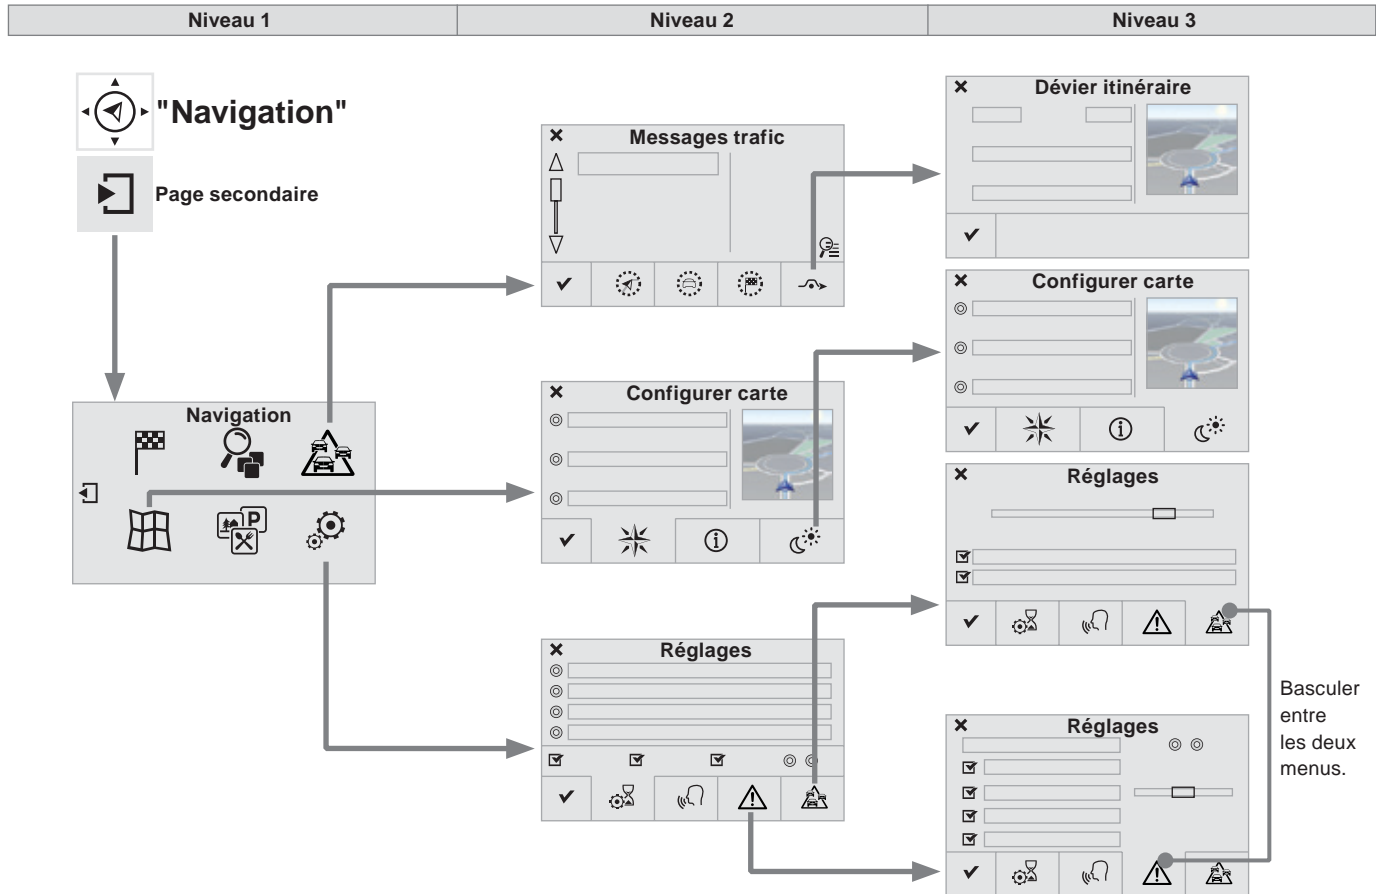 Niveau 1
Niveau 2
Niveau 3
"Navigation"
Page secondaire
Navigation
P
Messages trafic
Configurer carte
Réglages
Dévier itinéraire
Configurer carte
Réglages
Réglages
Basculer
entre
les deux
menus.